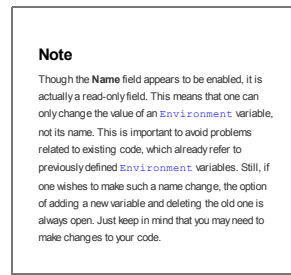 Note
Though the Name field appears to be enabled, it is
actually a read-only field. This means that one can
only change the value of an Environment variable,
not its name. This is important to avoid problems
related to existing code, which already refer to
previously defined Environment variables. Still, if
one wishes to make such a name change, the option
of adding a new variable and deleting the old one is
always open. Just keep in mind that you may need to
make changes to your code.